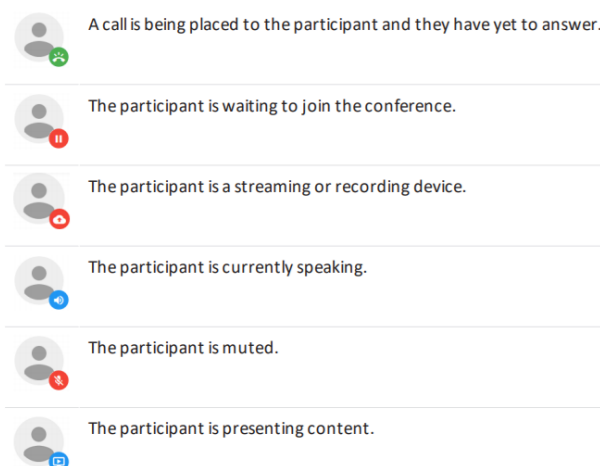 A call is being placed to the participant and they have yet to answer.
The participant is waiting to join the conference.
The participant is a streaming or recording device.
The participant is currently speaking.
The participant is muted.
The participant is presenting content.